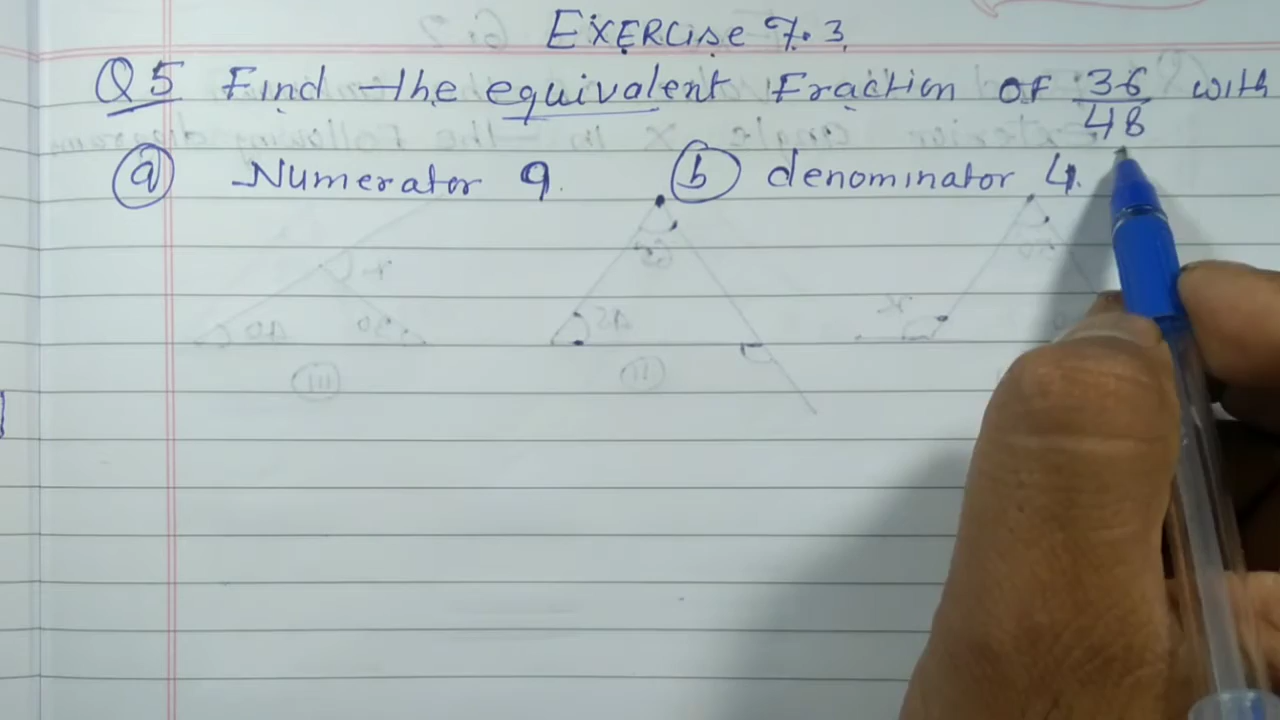 EXERCISE 7.3
Q5 Find the equivalent Fraction of 36/48 with
(a) Numerator 9. (b) denominator 4.